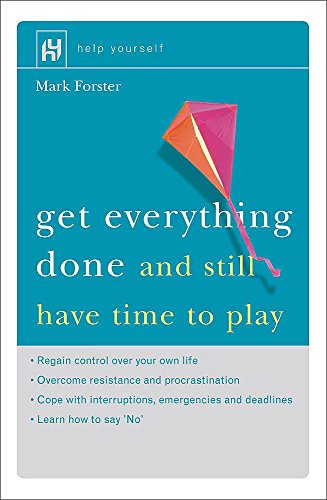 help yourself
Mark Forster
get everything
done and still
have time to play
• Regain control over your own life
• Overcome resistance and procrastination
• Cope with interruptions, emergencies and deadlines
• Learn how to say 'No'